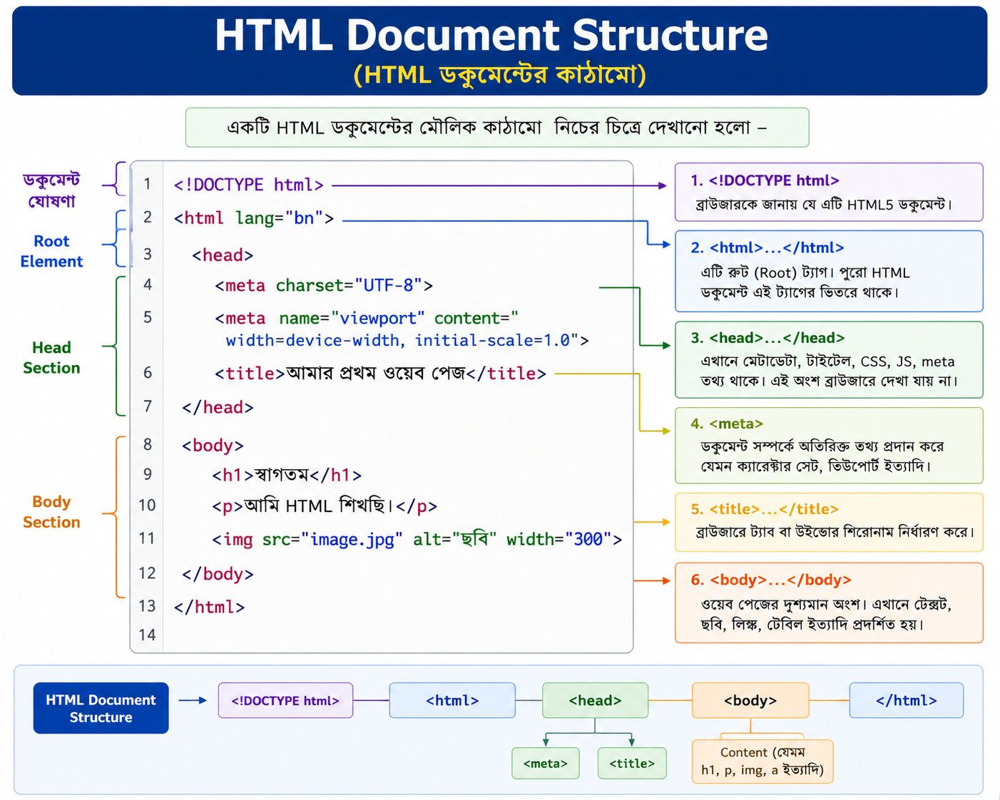 HTML Document Structure
(HTML ডকুমেন্টের কাঠামো)
একটি HTML ডকুমেন্টের মৌলিক কাঠামো নিচের চিত্রে দেখানো হলো –
ডকুমেন্ট
ঘোষণা
Root
Element
Head
Section
Body
Section
1 <!DOCTYPE html>
2 <html lang="bn">
3 <head>
4 <meta charset="UTF-8">
5 <meta name="viewport" content="
width=device-width, initial-scale=1.0">
6 <title>আমার প্রথম ওয়েব পেজ</title>
7 </head>
8 <body>
9 <h1>স্বাগতম</h1>
10 <p>আমি HTML শিখছি।</p>
11 <img src="image.jpg" alt="ছবি" width="300">
12 </body>
13 </html>
14
1. <!DOCTYPE html>
ব্রাউজারকে জানায় যে এটি HTML5 ডকুমেন্ট।
2. <html>...</html>
এটি রুট (Root) ট্যাগ। পুরো HTML
ডকুমেন্ট এই ট্যাগের ভিতরে থাকে।
3. <head>...</head>
এখানে মেটাডেটা, টাইটেল, CSS, JS, meta
তথ্য থাকে। এই অংশ ব্রাউজারে দেখা যায় না।
4. <meta>
ডকুমেন্ট সম্পর্কে অতিরিক্ত তথ্য প্রদান করে
যেমন ক্যারেক্টার সেট, তিউপোর্ট ইত্যাদি।
5. <title>...</title>
ব্রাউজারে ট্যাব বা উইন্ডোর শিরোনাম নির্ধারণ করে।
6. <body>...</body>
ওয়েব পেজের দৃশ্যমান অংশ। এখানে টেক্সট,
ছবি, লিঙ্ক, টেবিল ইত্যাদি প্রদর্শিত হয়।
HTML Document
Structure
<!DOCTYPE html>
<html>
<head>
<body>
</html>
<meta>
<title>
Content (যেমম
h1, p, img, a ইত্যাদি)